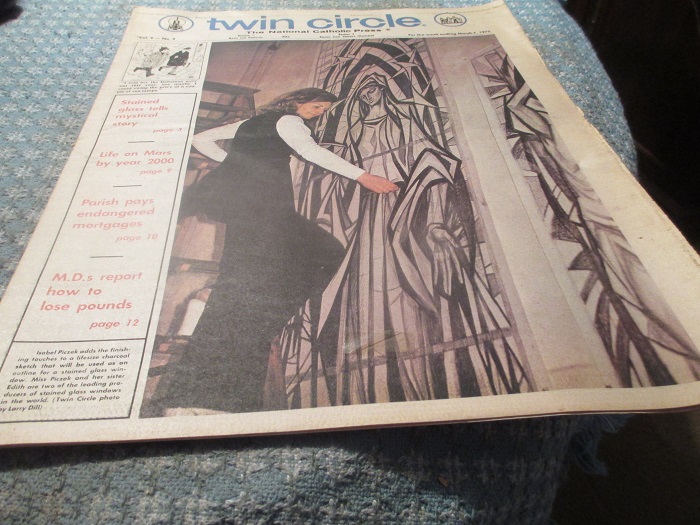 twin circle
The National Catholic Press
Stained
glass tells
mystical
story
page 3
Life on Mars
by year 2000
page 9
Parish pays
endangered
mortgages
page 10
M.D.s report
how to
lose pounds
page 12
Isabel Piczek adds the finish-
ing touches to a lifesize charcoal
sketch that will be used as an
outline for a stained glass win-
dow. Miss Piczek and her sister
Edith are two of the leading pro-
ducers of stained glass windows
in the world. (Twin Circle photo
by Larry Dill)